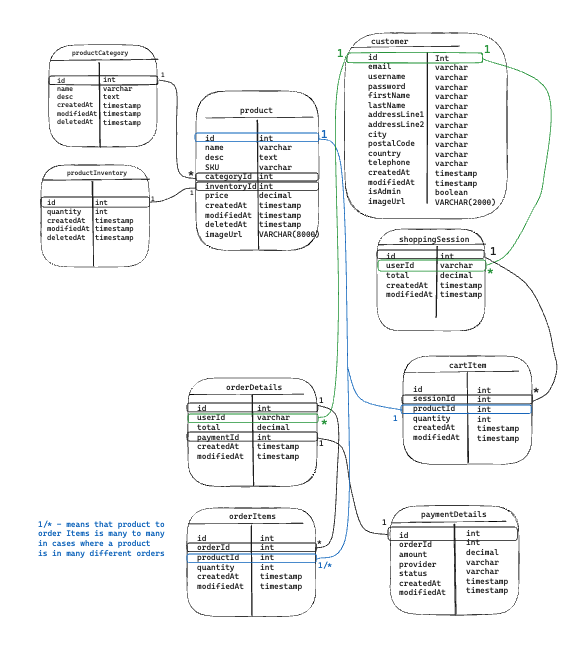 productCategory
id int
name varchar
desc text
createdAt timestamp
modifiedAt timestamp
deletedAt timestamp
1
productInventory
id int
quantity int
createdAt timestamp
modifiedAt timestamp
deletedAt timestamp
1
product
id int
name varchar
desc text
SKU varchar
categoryId int
inventoryId int
price decimal
createdAt timestamp
modifiedAt timestamp
deletedAt timestamp
imageUrl VARCHAR(8000)
1
*
1
customer
id Int
email varchar
username varchar
password varchar
firstName varchar
lastName varchar
addressLine1 varchar
addressLine2 varchar
city varchar
postalCode varchar
country varchar
telephone varchar
createdAt timestamp
modifiedAt timestamp
isAdmin boolean
imageUrl VARCHAR(2000)
1
1
shoppingSession
id int
userId varchar
total decimal
createdAt timestamp
modifiedAt timestamp
1
*
cartItem
id int
sessionId int
productId int
quantity int
createdAt timestamp
modifiedAt timestamp
*
1
orderDetails
id int
userId varchar
total decimal
paymentId int
createdAt timestamp
modifiedAt timestamp
1
*
1
orderItems
id int
orderId int
productId int
quantity int
createdAt timestamp
modifiedAt timestamp
*
1/*
paymentDetails
id int
orderId int
amount decimal
provider varchar
status varchar
createdAt timestamp
modifiedAt timestamp
1
1/* - means that product to
order Items is many to many
in cases where a product
is in many different orders